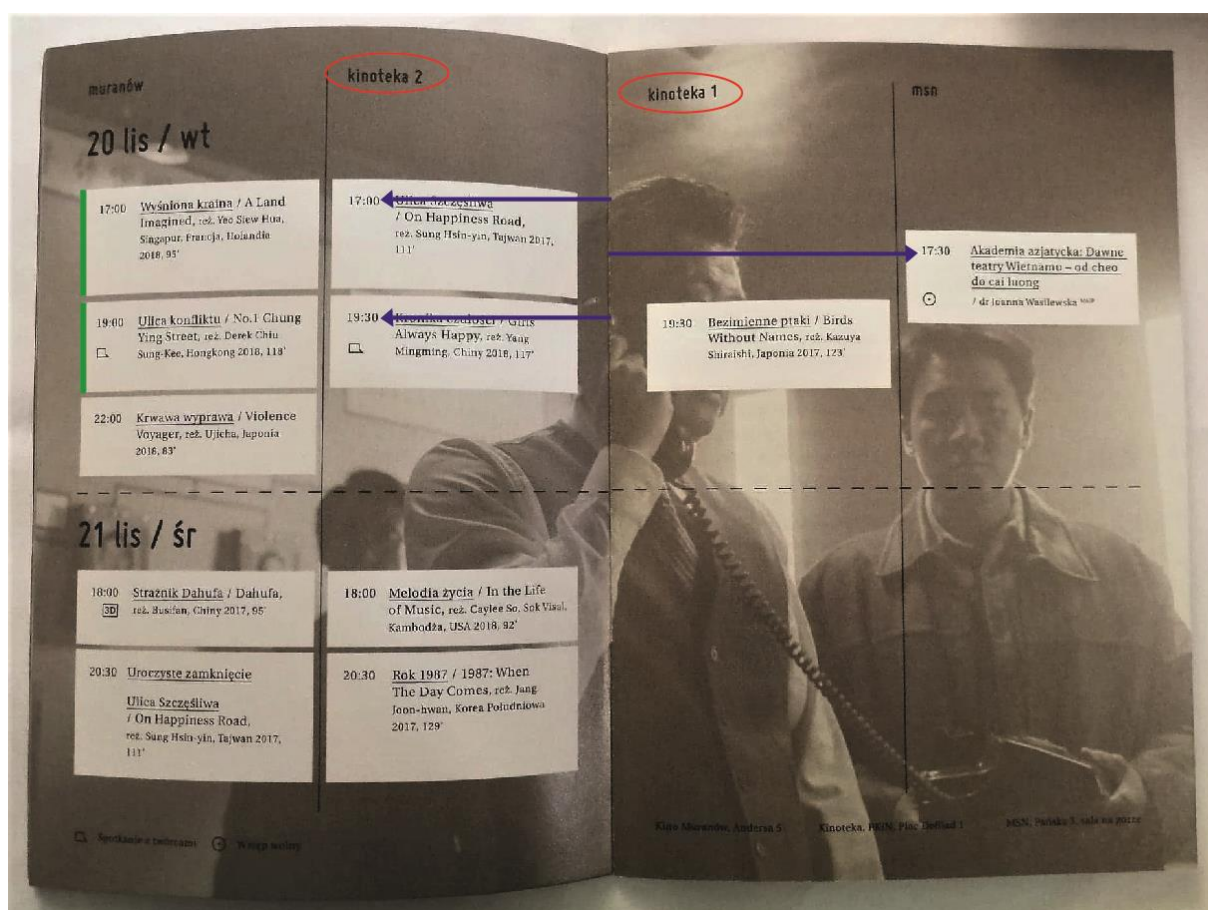 muranów
20 lis / wt
17:00 Wyśniona kraina / A Land
Imagined, reż. Yeo Siew Hua,
Singapur, Francja, Holandia
2018, 95'
19:00 Ulica konfliktu / No.1 Chung
Ying Street, reż. Derek Chiu
Sung-Kee, Hongkong 2018, 118'
22:00 Krwawa wyprawa / Violence
Voyager, reż. Ujicha, Japonia
2018, 83'
kinoteka 2
17:00 Ulica Szczęśliwa
/ On Happiness Road,
reż. Sung Hsin-yin, Tajwan 2017,
111'
19:30 Kronika czułości / Girls
Always Happy, reż. Yang
Mingming, Chiny 2018, 117'
kinoteka 1
19:30 Bezimienne ptaki / Birds
Without Names, reż. Kazuya
Shiraishi, Japonia 2017, 123'
msn
17:30 Akademia azjatycka: Dawne
teatry Wietnamu – od cheo
do cai luong
/ dr Joanna Wasilewska
21 lis / śr
18:00 Strażnik Dahufa / Dahufa,
3D reż. Busifan, Chiny 2017, 95'
20:30 Uroczyste zamknięcie
Ulica Szczęśliwa
/ On Happiness Road,
reż. Sung Hsin-yin, Tajwan 2017,
111'
18:00 Melodia życia / In the Life
of Music, reż. Caylee So, Sok Visal,
Kambodża, USA 2018, 92'
20:30 Rok 1987 / 1987: When
The Day Comes, reż. Jang
Joon-hwan, Korea Południowa
2017, 129'
Spotkanie z twórcami Wstęp wolny
Kino Muranów, Andersa 5 Kinoteka, PKiN, Plac Defilad 1 MSN, Pańska 3, sala na parze